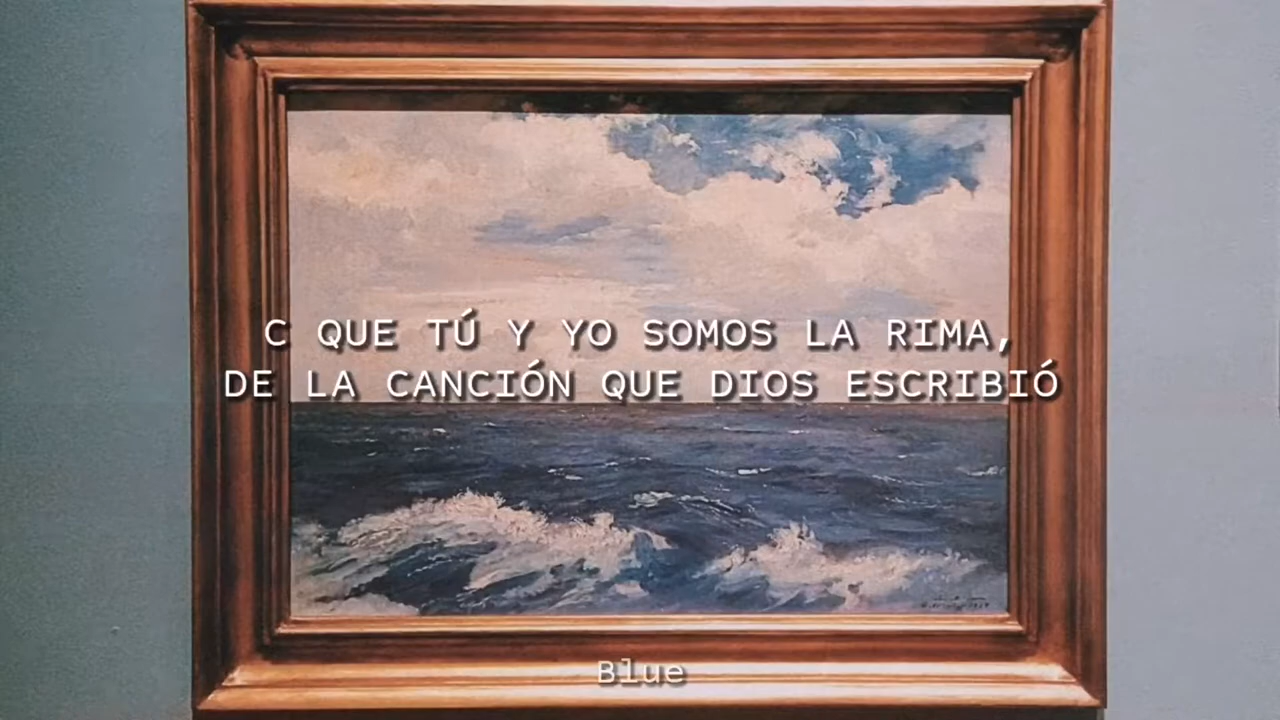 C QUE TÚ Y YO SOMOS LA RIMA,
DE LA CANCIÓN QUE DIOS ESCRIBIÓ
Blue